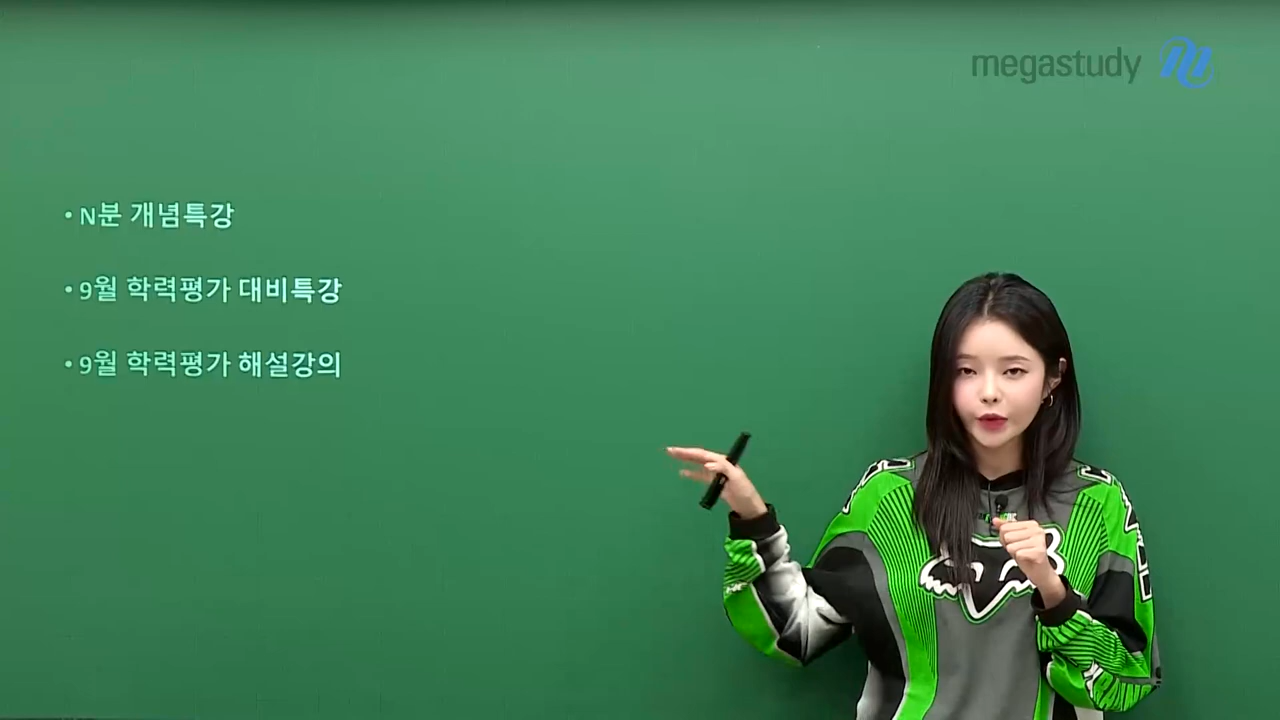 megastudy
• N분 개념특강
• 9월 학력평가 대비특강
• 9월 학력평가 해설강의